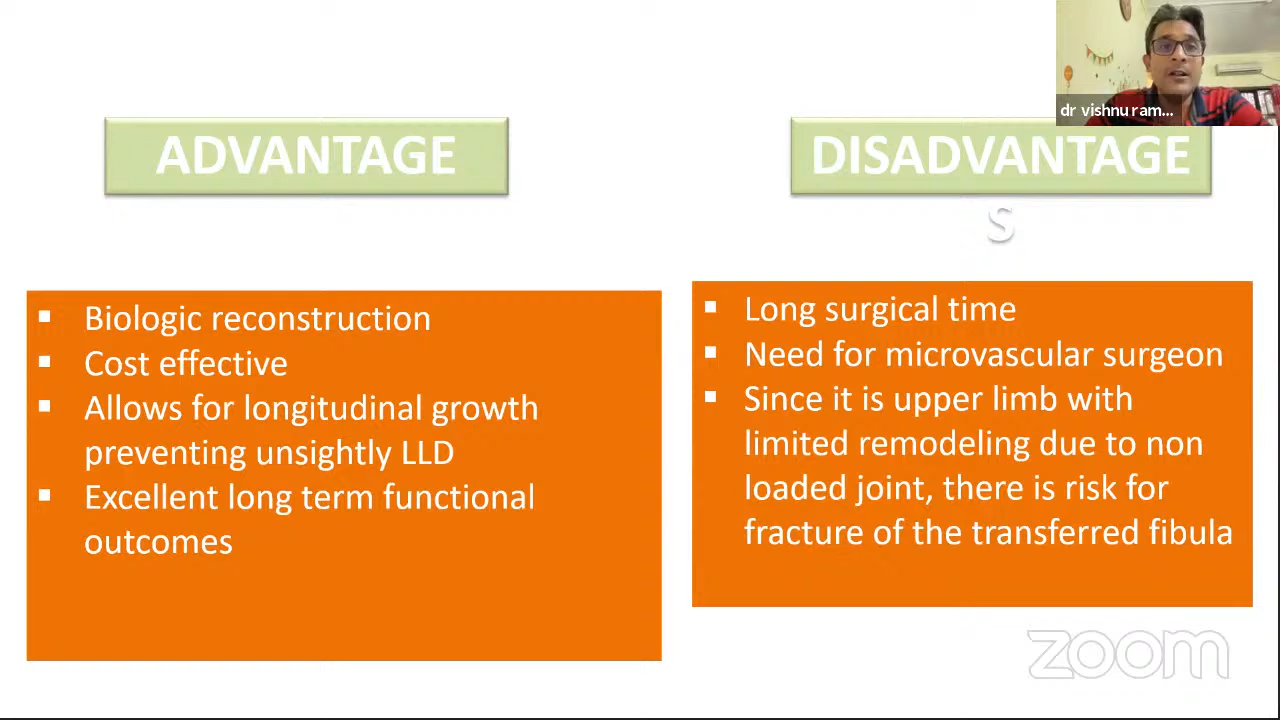 dr vishnu ram...
ADVANTAGE
DISADVANTAGE
S
▪ Biologic reconstruction
▪ Cost effective
▪ Allows for longitudinal growth
preventing unsightly LLD
▪ Excellent long term functional
outcomes
▪ Long surgical time
▪ Need for microvascular surgeon
▪ Since it is upper limb with
limited remodeling due to non
loaded joint, there is risk for
fracture of the transferred fibula
zoom